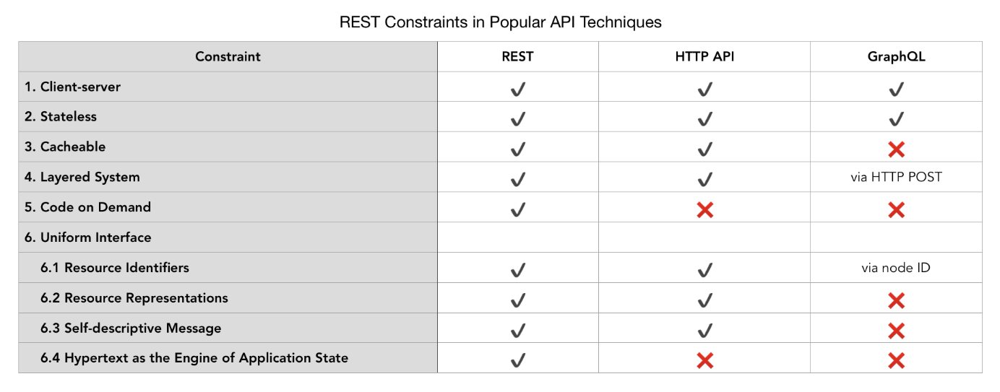 REST Constraints in Popular API Techniques
Constraint REST HTTP API GraphQL
1. Client-server ✔ ✔ ✔
2. Stateless ✔ ✔ ✔
3. Cacheable ✔ ✔ ❌
4. Layered System ✔ ✔ via HTTP POST
5. Code on Demand ✔ ❌ ❌
6. Uniform Interface
6.1 Resource Identifiers ✔ ✔ via node ID
6.2 Resource Representations ✔ ✔ ❌
6.3 Self-descriptive Message ✔ ✔ ❌
6.4 Hypertext as the Engine of Application State ✔ ❌ ❌